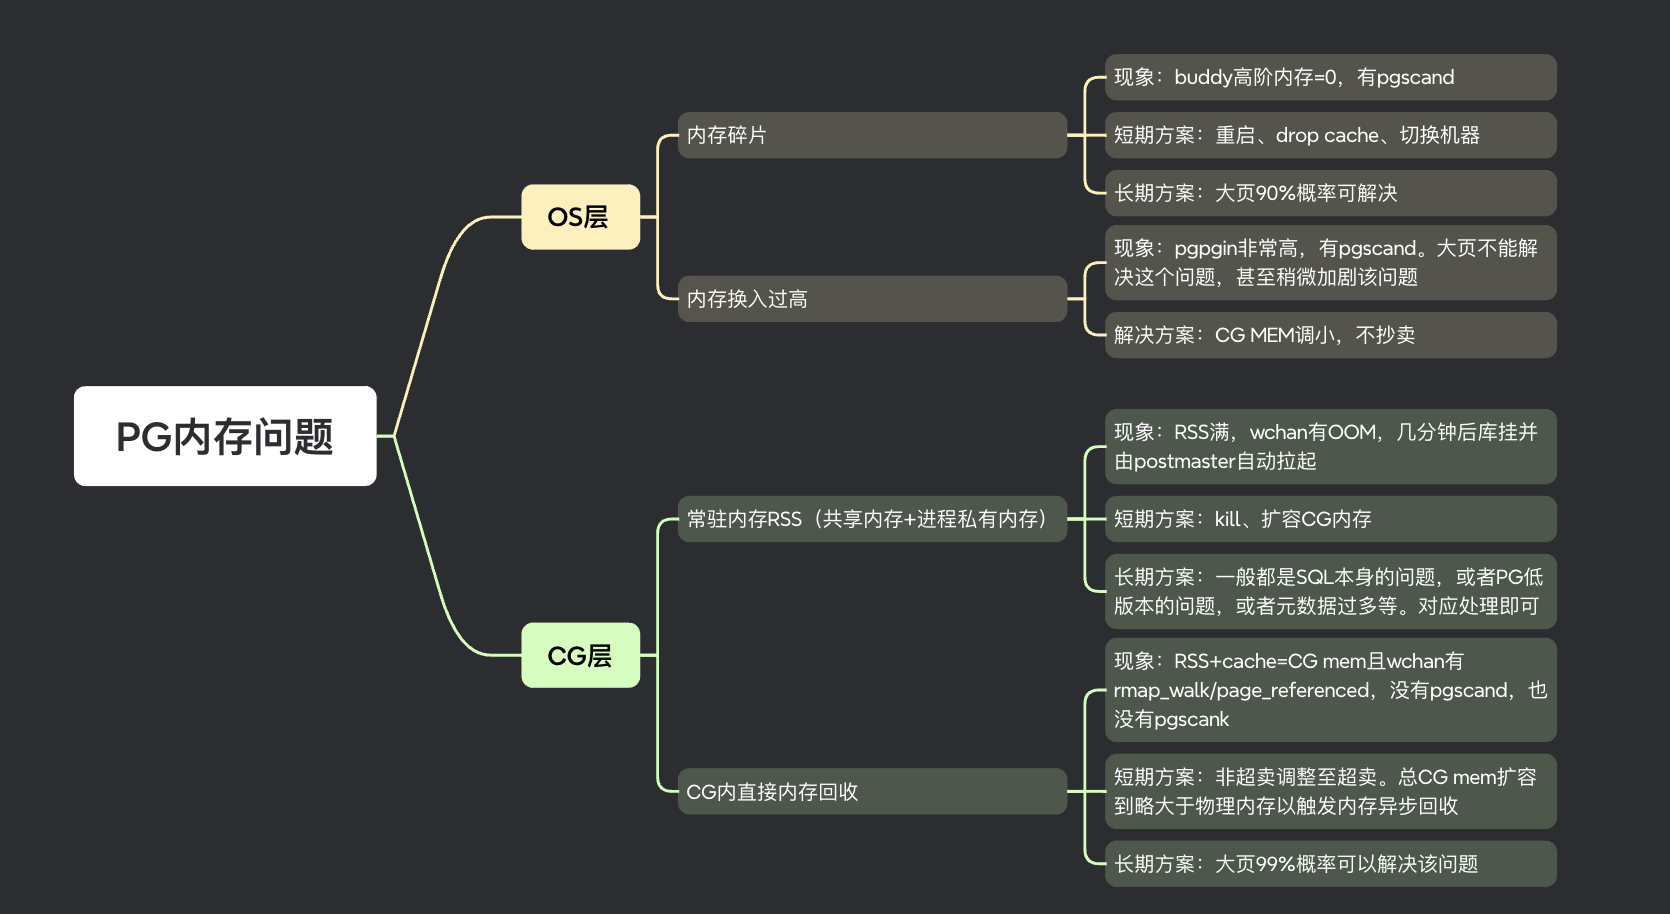 PG内存问题
OS层
内存碎片
现象：buddy高阶内存=0，有pgscand
短期方案：重启、drop cache、切换机器
长期方案：大页90%概率可解决
内存换入过高
现象：pgpgin非常高，有pgscand。大页不能解
决这个问题，甚至稍微加剧该问题
解决方案：CG MEM调小，不抄卖
CG层
常驻内存RSS（共享内存+进程私有内存）
现象：RSS满，wchan有OOM，几分钟后库挂并
由postmaster自动拉起
短期方案：kill、扩容CG内存
长期方案：一般都是SQL本身的问题，或者PG低
版本的问题，或者元数据过多等。对应处理即可
CG内直接内存回收
现象：RSS+cache=CG mem且wchan有
rmap_walk/page_referenced，没有pgscand，也
没有pgscank
短期方案：非超卖调整至超卖。总CG mem扩容
到略大于物理内存以触发内存异步回收
长期方案：大页99%概率可以解决该问题